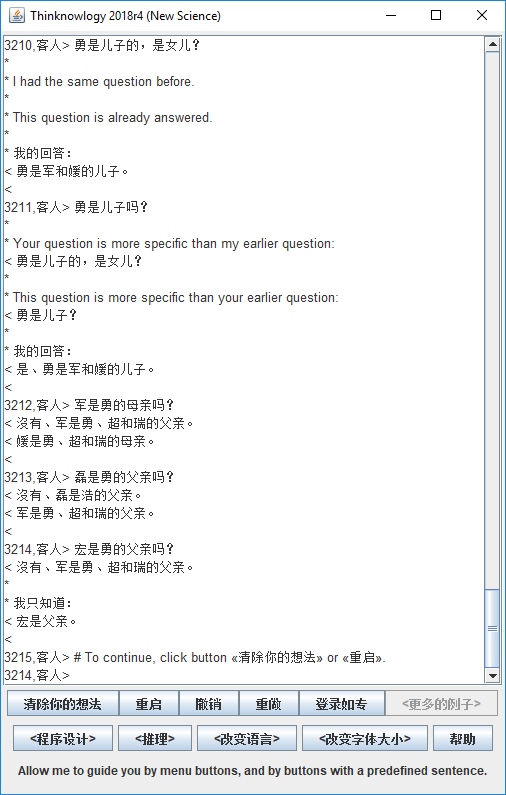 Thinknowlogy 2018r4 (New Science)
3210,客人> 勇是儿子的，是女儿？
*
* I had the same question before.
*
* This question is already answered.
*
* 我的回答：
< 勇是军和媛的儿子。
<
3211,客人> 勇是儿子吗？
*
* Your question is more specific than my earlier question:
< 勇是儿子的，是女儿？
*
* This question is more specific than your earlier question:
< 勇是儿子？
*
* 我的回答：
< 是、勇是军和媛的儿子。
<
3212,客人> 军是勇的母亲吗？
< 沒有、军是勇、超和瑞的父亲。
< 媛是勇、超和瑞的母亲。
<
3213,客人> 磊是勇的父亲吗？
< 沒有、磊是浩的父亲。
< 军是勇、超和瑞的父亲。
<
3214,客人> 宏是勇的父亲吗？
< 沒有、军是勇、超和瑞的父亲。
*
* 我只知道：
< 宏是父亲。
<
3215,客人> # To continue, click button «清除你的想法» or «重启».
3214,客人>
清除你的想法 重启 撤销 重做 登录如专 <更多的例子>
<程序设计> <推理> <改变语言> <改变字体大小> 帮助
Allow me to guide you by menu buttons, and by buttons with a predefined sentence.